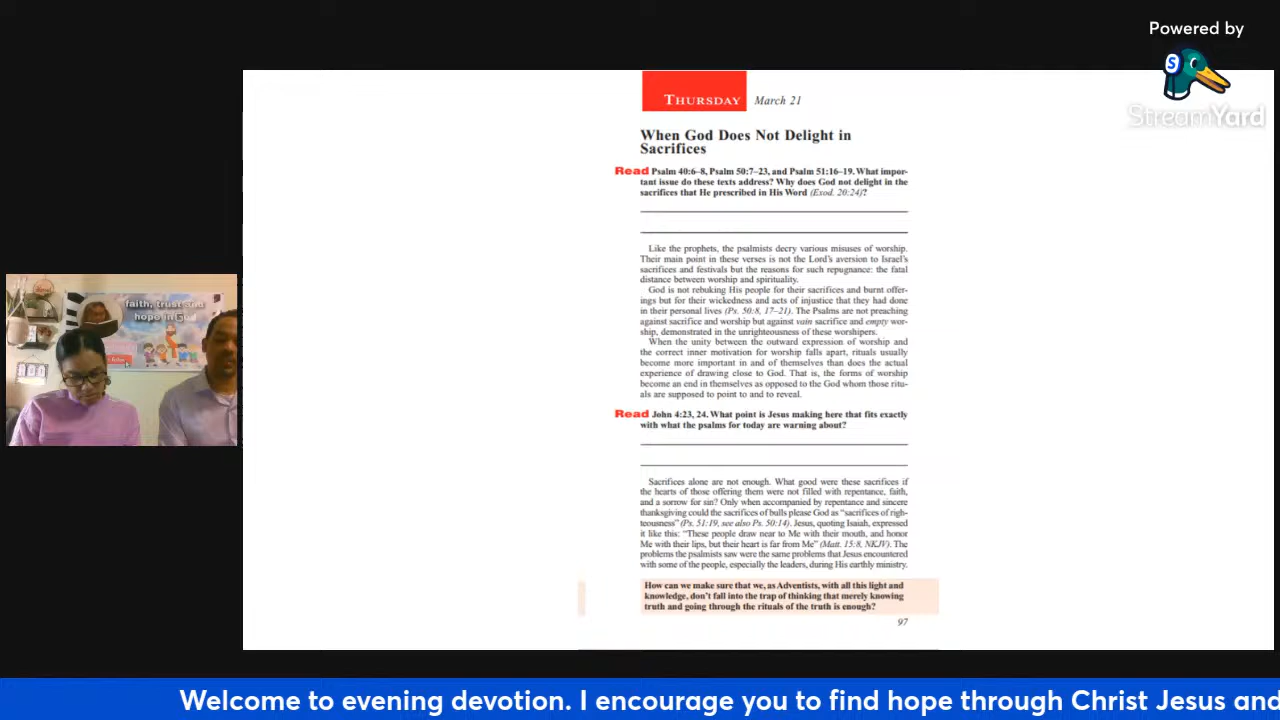 Powered by
StreamYard
THURSDAY March 21
When God Does Not Delight in
Sacrifices
Read Psalm 40:6–8, Psalm 50:7–23, and Psalm 51:16–19. What impor-
tant issue do these texts address? Why does God not delight in the
sacrifices that He prescribed in His Word (Exod. 20:24)?
Like the prophets, the psalmists decry various misuses of worship.
Their main point in these verses is not the Lord's aversion to Israel's
sacrifices and festivals but the reasons for such repugnance: the fatal
distance between worship and spirituality.
God is not rebuking His people for their sacrifices and burnt offer-
ings but for their wickedness and acts of injustice that they had done
in their personal lives (Ps. 50:8, 17–21). The Psalms are not preaching
against sacrifice and worship but against vain sacrifice and empty wor-
ship, demonstrated in the unrighteousness of these worshipers.
When the unity between the outward expression of worship and
the correct inner motivation for worship falls apart, rituals usually
become more important in and of themselves than does the actual
experience of drawing close to God. That is, the forms of worship
become an end in themselves as opposed to the God whom those ritu-
als are supposed to point to and to reveal.
Read John 4:23, 24. What point is Jesus making here that fits exactly
with what the psalms for today are warning about?
Sacrifices alone are not enough. What good were these sacrifices if
the hearts of those offering them were not filled with repentance, faith,
and a sorrow for sin? Only when accompanied by repentance and sincere
thanksgiving could the sacrifices of bulls please God as "sacrifices of righ-
teousness" (Ps. 51:19, see also Ps. 50:14). Jesus, quoting Isaiah, expressed
it like this: "These people draw near to Me with their mouth, and honor
Me with their lips, but their heart is far from Me" (Matt. 15:8, NKJV). The
problems the psalmists saw were the same problems that Jesus encountered
with some of the people, especially the leaders, during His earthly ministry.
How can we make sure that we, as Adventists, with all this light and
knowledge, don't fall into the trap of thinking that merely knowing
truth and going through the rituals of the truth is enough?
97
faith, trust and
hope in G
Welcome to evening devotion. I encourage you to find hope through Christ Jesus and